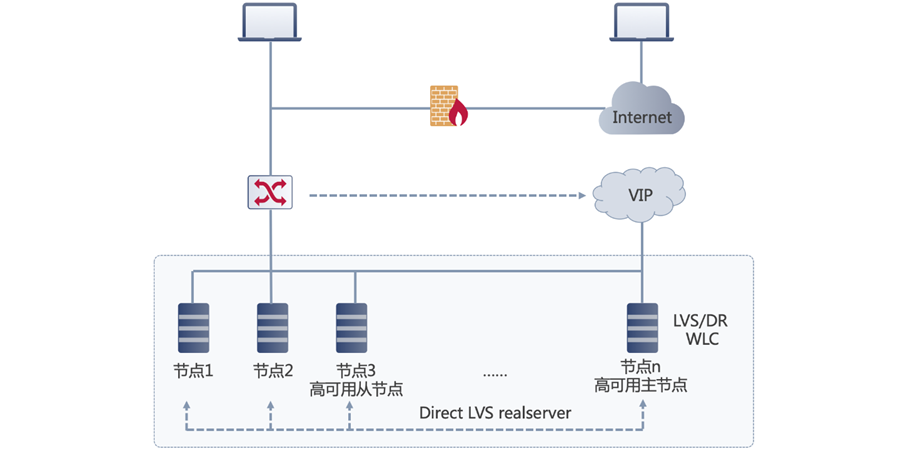 Internet
VIP
LVS/DR
WLC
节点1
节点2
节点3
高可用从节点
......
节点n
高可用主节点
Direct LVS realserver